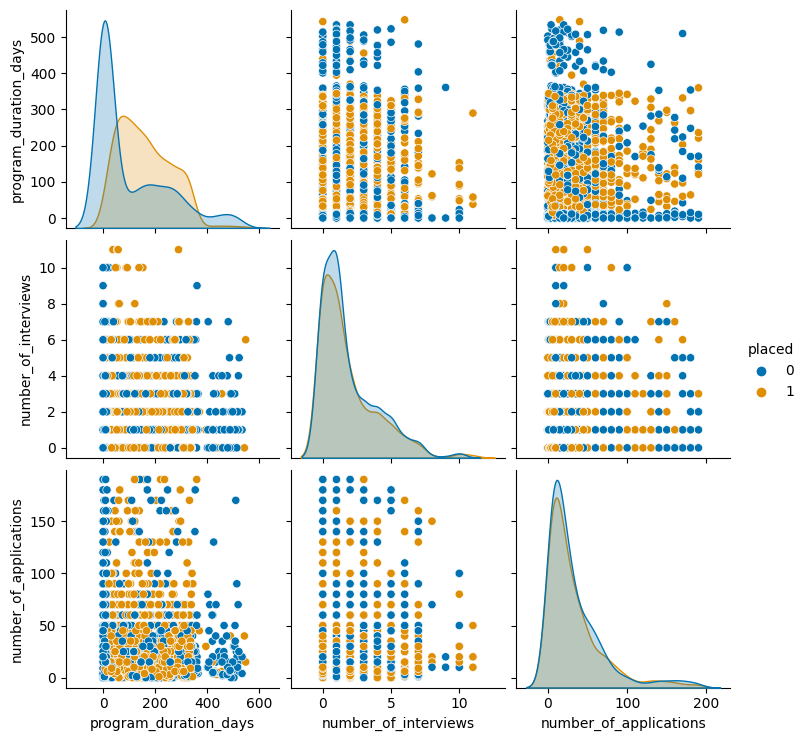 program_duration_days
500
400
300
200
100
0
number_of_interviews
10
8
6
4
2
0
placed
0
1
number_of_applications
150
100
50
0
0 200 400 600
0 5 10
0 100 200
program_duration_days number_of_interviews number_of_applications